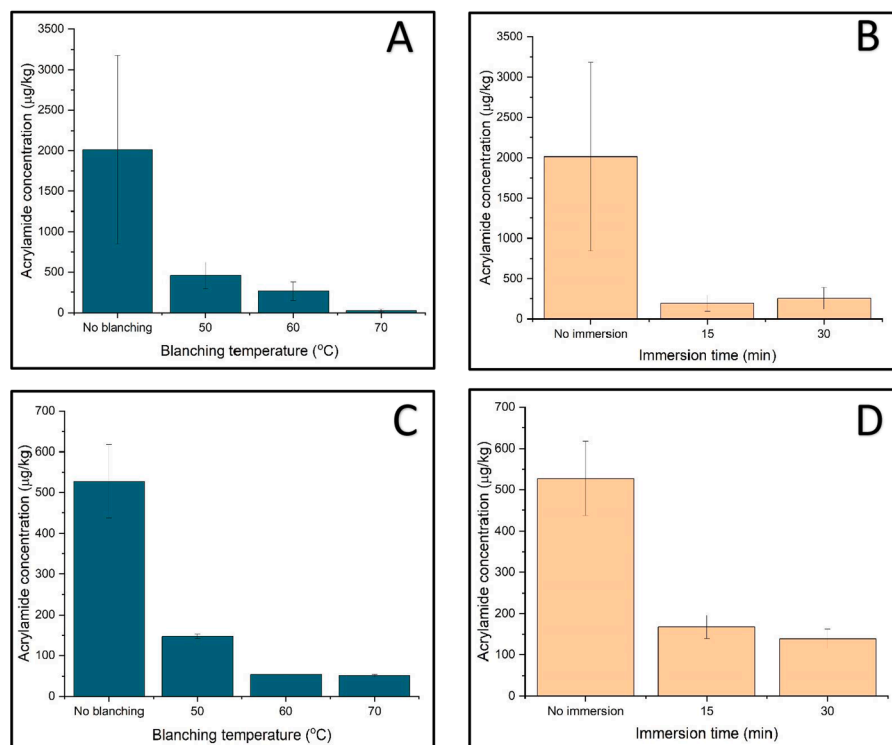 A
Acrylamide concentration (µg/kg)
3500
3000
2500
2000
1500
1000
500
0
No blanching 50 60 70
Blanching temperature (°C)
B
Acrylamide concentration (µg/kg)
3500
3000
2500
2000
1500
1000
500
0
No immersion 15 30
Immersion time (min)
C
Acrylamide concentration (µg/kg)
700
600
500
400
300
200
100
0
No blanching 50 60 70
Blanching temperature (°C)
D
Acrylamide concentration (µg/kg)
700
600
500
400
300
200
100
0
No immersion 15 30
Immersion time (min)